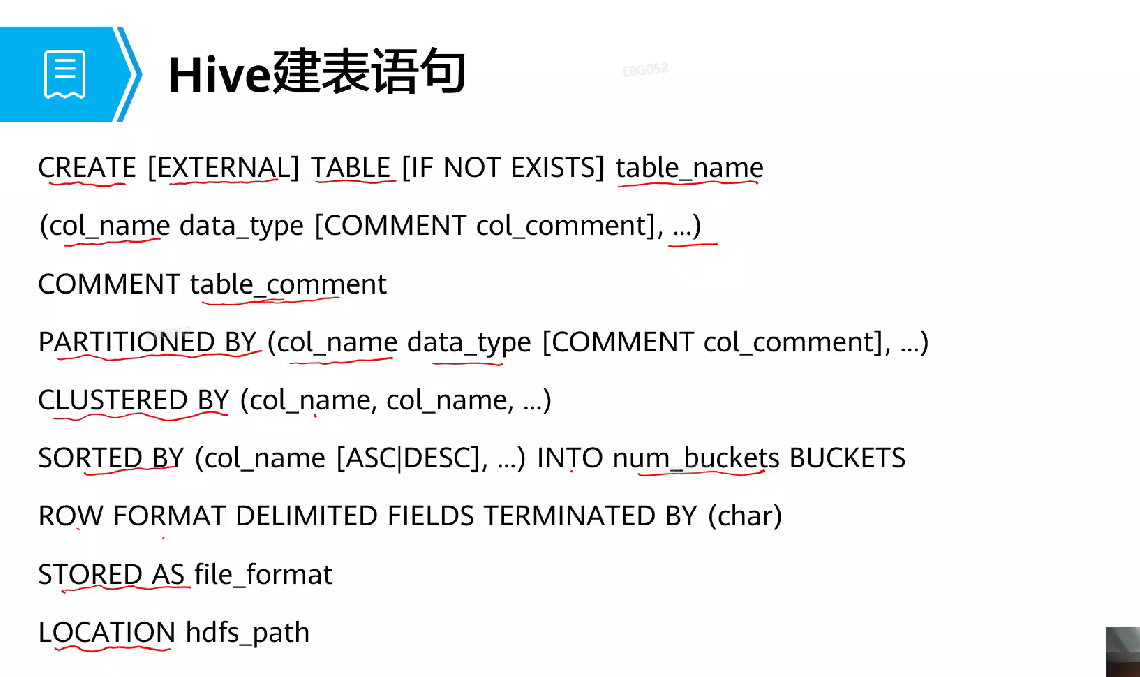 Hive建表语句
EBG052
CREATE [EXTERNAL] TABLE [IF NOT EXISTS] table_name
(col_name data_type [COMMENT col_comment], ...)
COMMENT table_comment
PARTITIONED BY (col_name data_type [COMMENT col_comment], ...)
CLUSTERED BY (col_name, col_name, ...)
SORTED BY (col_name [ASC|DESC], ...) INTO num_buckets BUCKETS
ROW FORMAT DELIMITED FIELDS TERMINATED BY (char)
STORED AS file_format
LOCATION hdfs_path